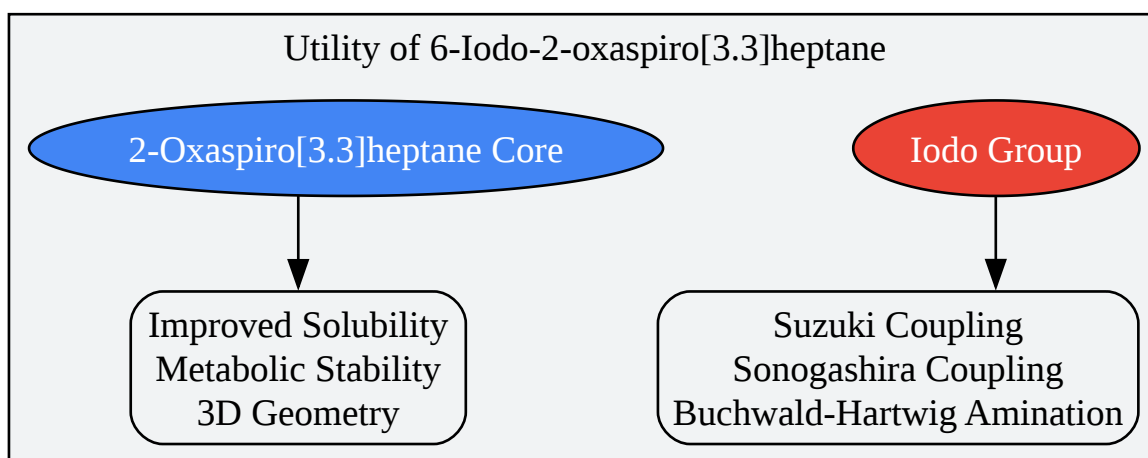 Utility of 6-Iodo-2-oxaspiro[3.3]heptane
2-Oxaspiro[3.3]heptane Core
Iodo Group
Improved Solubility
Metabolic Stability
3D Geometry
Suzuki Coupling
Sonogashira Coupling
Buchwald-Hartwig Amination